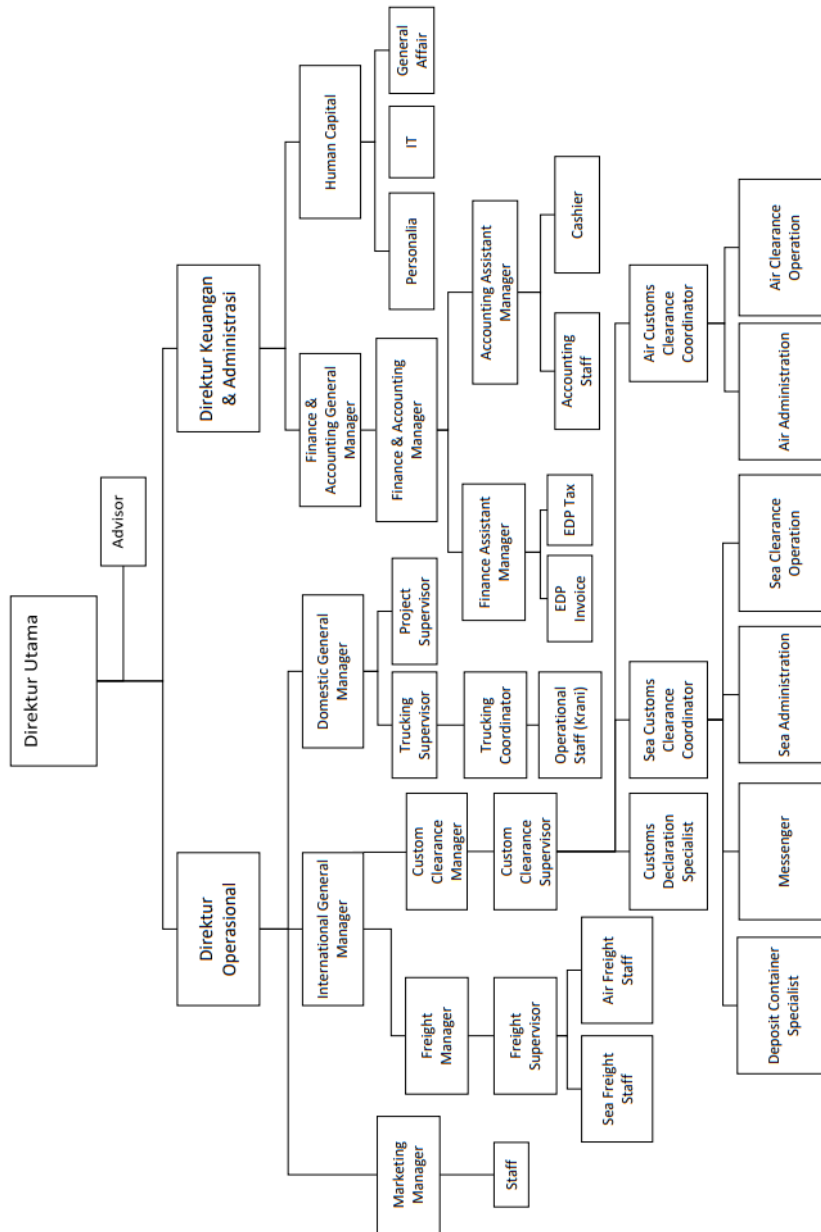 Direktur Utama
Advisor
Direktur
Operasional
Direktur Keuangan
& Administrasi
Marketing
Manager
Staff
International General
Manager
Domestic General
Manager
Finance &
Accounting General
Manager
Human Capital
Freight
Manager
Custom
Clearance
Manager
Trucking
Supervisor
Project
Supervisor
Finance & Accounting
Manager
Personalia
IT
General
Affair
Freight
Supervisor
Custom
Clearance
Supervisor
Trucking
Coordinator
Finance Assistant
Manager
Accounting Assistant
Manager
Sea Freight
Staff
Air Freight
Staff
Operational
Staff (Krani)
EDP
Invoice
EDP Tax
Accounting
Staff
Cashier
Customs
Declaration
Specialist
Sea Customs
Clearance
Coordinator
Air Customs
Clearance
Coordinator
Deposit Container
Specialist
Messenger
Sea Administration
Sea Clearance
Operation
Air Administration
Air Clearance
Operation